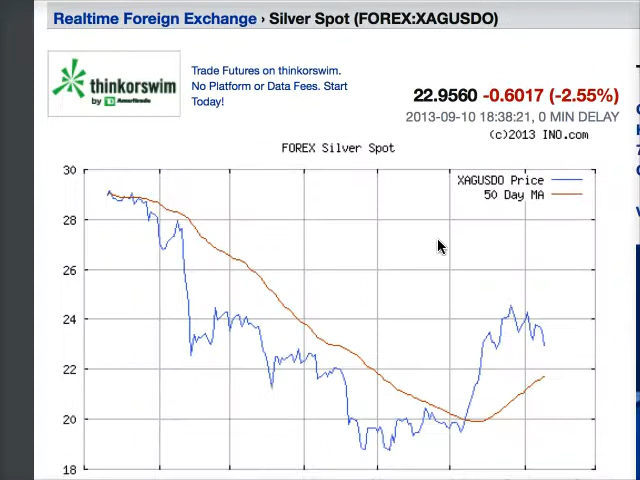 Realtime Foreign Exchange › Silver Spot (FOREX:XAGUSDO)
thinkorswim
by TD Ameritrade
Trade Futures on thinkorswim.
No Platform or Data Fees. Start
Today!
22.9560 -0.6017 (-2.55%)
2013-09-10 18:38:21, 0 MIN DELAY
(c)2013 INO.com
FOREX Silver Spot
XAGUSDO Price
50 Day MA
30
28
26
24
22
20
18